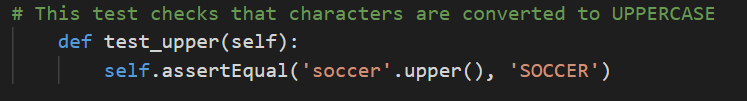 # This test checks that characters are converted to UPPERCASE
def test_upper(self):
self.assertEqual('soccer'.upper(), 'SOCCER')